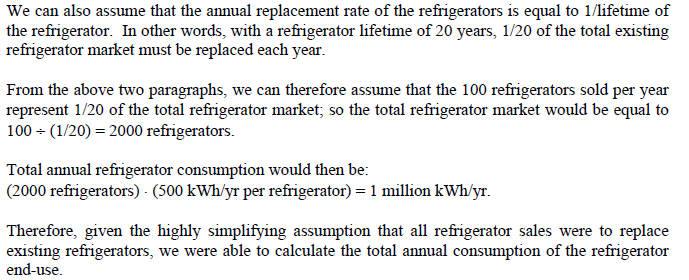 We can also assume that the annual replacement rate of the refrigerators is equal to 1/lifetime of
the refrigerator. In other words, with a refrigerator lifetime of 20 years, 1/20 of the total existing
refrigerator market must be replaced each year.
From the above two paragraphs, we can therefore assume that the 100 refrigerators sold per year
represent 1/20 of the total refrigerator market; so the total refrigerator market would be equal to
100 ÷ (1/20) = 2000 refrigerators.
Total annual refrigerator consumption would then be:
(2000 refrigerators) · (500 kWh/yr per refrigerator) = 1 million kWh/yr.
Therefore, given the highly simplifying assumption that all refrigerator sales were to replace
existing refrigerators, we were able to calculate the total annual consumption of the refrigerator
end-use.